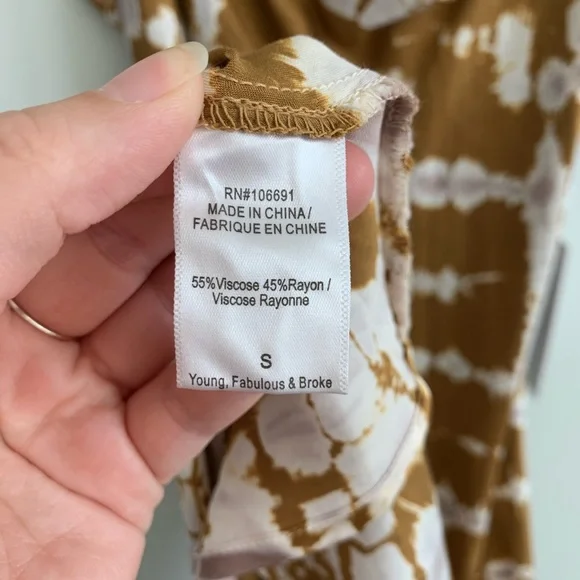 RN#106691
MADE IN CHINA/
FABRIQUE EN CHINE
55%Viscose 45%Rayon /
Viscose Rayonne
S
Young, Fabulous & Broke